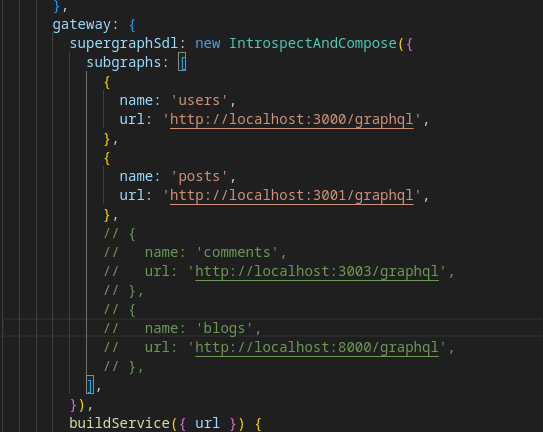 },
gateway: {
supergraphSdl: new IntrospectAndCompose({
subgraphs: [
{
name: 'users',
url: 'http://localhost:3000/graphql',
},
{
name: 'posts',
url: 'http://localhost:3001/graphql',
},
// {
//   name: 'comments',
//   url: 'http://localhost:3003/graphql',
// },
// {
//   name: 'blogs',
//   url: 'http://localhost:8000/graphql',
// },
],
}),
buildService({ url }) {